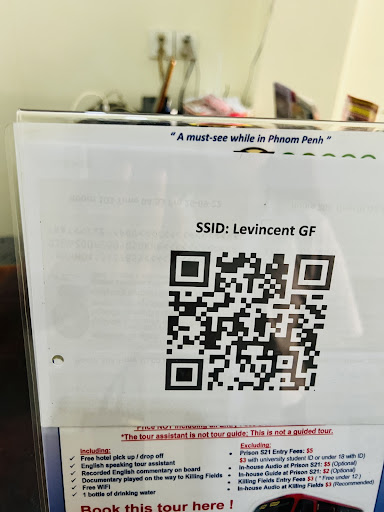 " A must-see while in Phnom Penh "
SSID: Levincent GF
*The tour assistant is not tour guide; This is not a guided tour.
Including:
✓ Free hotel pick up / drop off
✓ English speaking tour assistant
✓ Recorded English commentary on board
✓ Documentary played on the way to Killing Fields
✓ Free WIFI
✓ 1 bottle of drinking water
Excluding:
• Prison S21 Entry Fees: $5
• $3 with university student ID or under 18 with ID)
• In-house Audio at Prison S21: $5 (Optional)
• In-house Guide at Prison S21: $2 (Optional)
• Killing Fields Entry Fees $3 ( * Free under 12 )
• In-house Audio at Killing Fields $3 (Recommended)
Book this tour here !